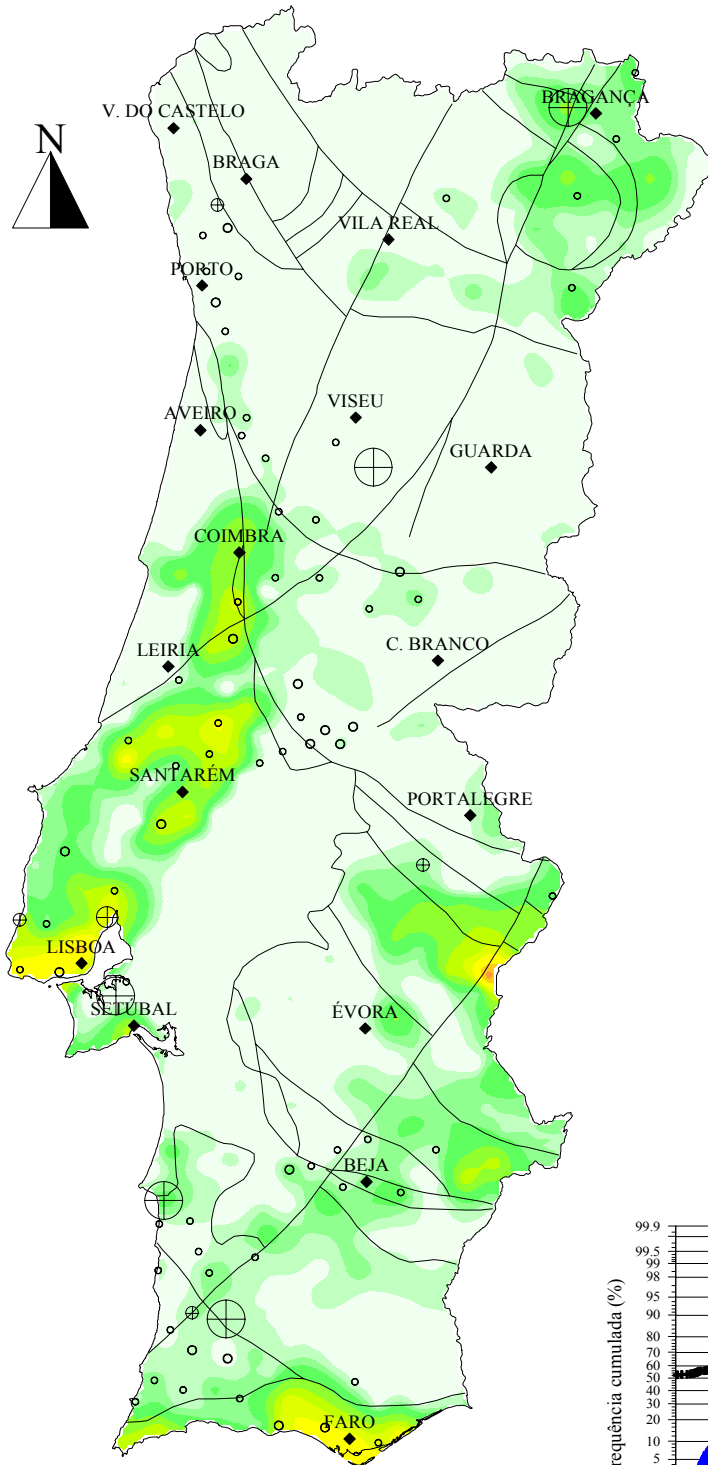 BRAGANÇA
V. DO CASTELO
N
BRAGA
VILA REAL
PORTO
VISEU
AVEIRO
GUARDA
COIMBRA
C. BRANCO
LEIRIA
SANTARÉM
PORTALEGRE
LISBOA
SETÚBAL
ÉVORA
BEJA
FARO
requência cumulada (%)
99.9
99.5
99
98
95
90
80
70
60
50
40
30
20
10
5